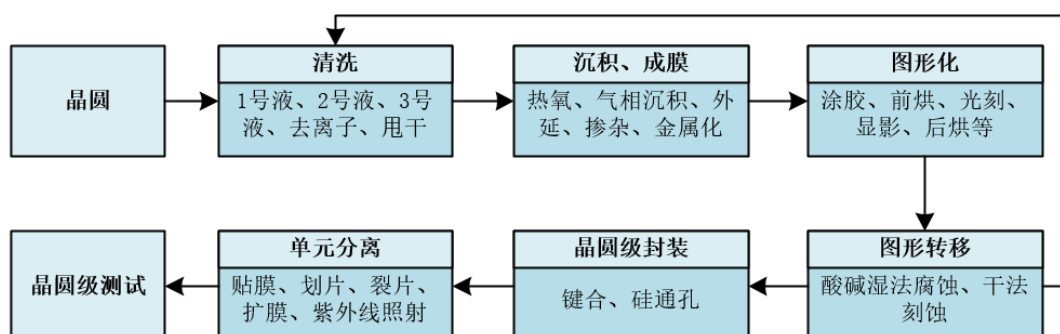 晶圆
清洗
1号液、2号液、3号
液、去离子、甩干
沉积、成膜
热氧、气相沉积、外
延、掺杂、金属化
图形化
涂胶、前烘、光刻、
显影、后烘等
图形转移
酸碱湿法腐蚀、干法
刻蚀
晶圆级封装
键合、硅通孔
单元分离
贴膜、划片、裂片、
扩膜、紫外线照射
晶圆级测试